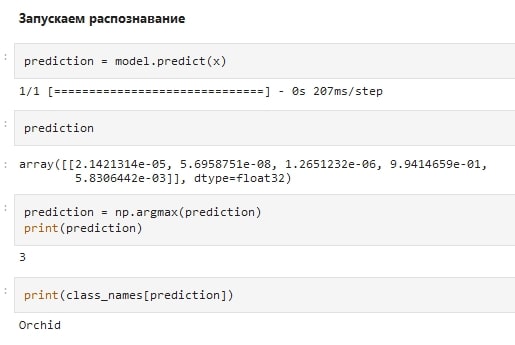 Запускаем распознавание
: prediction = model.predict(x)
1/1 [==============================] - 0s 207ms/step
: prediction
: array([[2.1421314e-05, 5.6958751e-08, 1.2651232e-06, 9.9414659e-01,
5.8306442e-03]], dtype=float32)
: prediction = np.argmax(prediction)
print(prediction)
3
: print(class_names[prediction])
Orchid